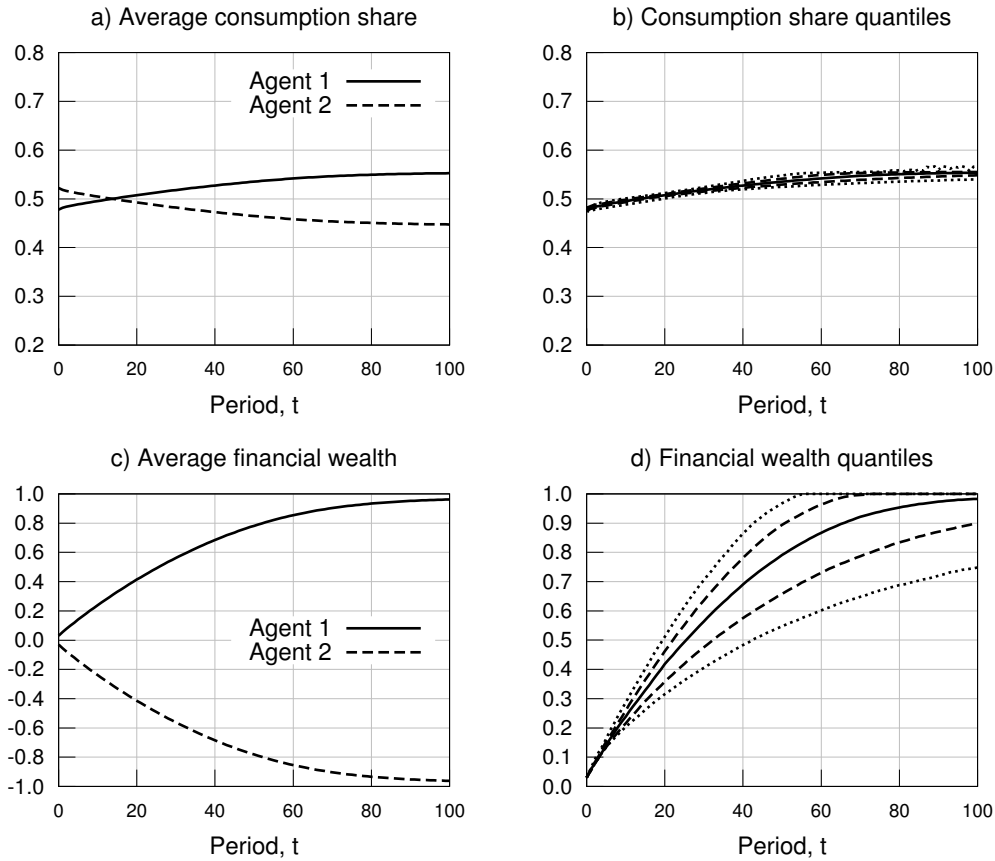 a) Average consumption share
0.8
0.7
0.6
0.5
0.4
0.3
0.2
Agent 1
Agent 2
0 20 40 60 80 100
Period, t
b) Consumption share quantiles
0.8
0.7
0.6
0.5
0.4
0.3
0.2
0 20 40 60 80 100
Period, t
c) Average financial wealth
1.0
0.8
0.6
0.4
0.2
0.0
-0.2
-0.4
-0.6
-0.8
-1.0
Agent 1
Agent 2
0 20 40 60 80 100
Period, t
d) Financial wealth quantiles
1.0
0.9
0.8
0.7
0.6
0.5
0.4
0.3
0.2
0.1
0.0
0 20 40 60 80 100
Period, t